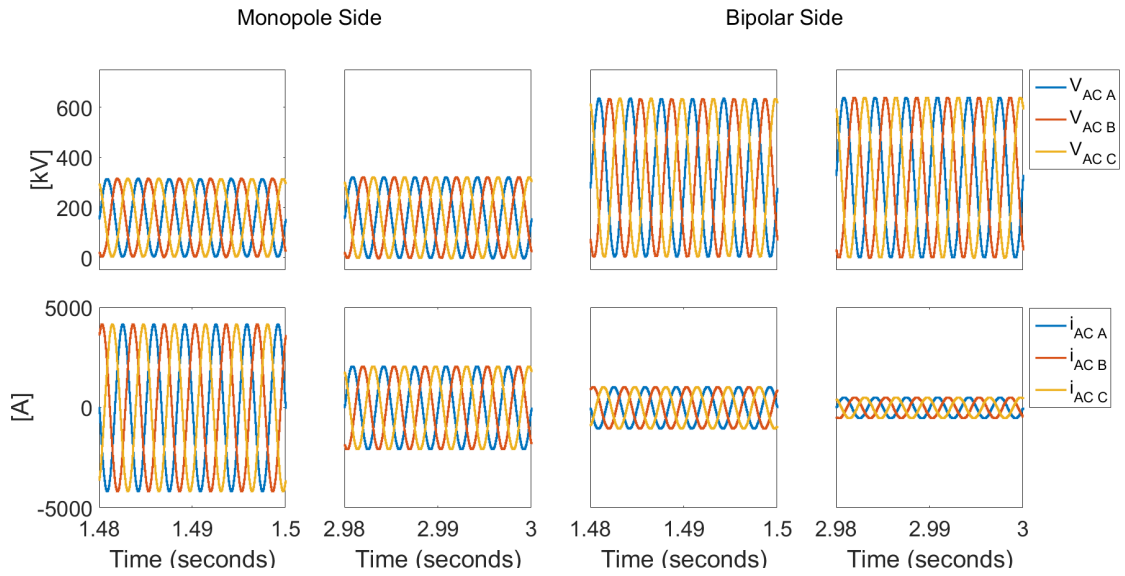 Monopole Side
Bipolar Side
[kV]
600
400
200
0
V_AC A
V_AC B
V_AC C
[A]
5000
0
-5000
i_AC A
i_AC B
i_AC C
1.48 1.49 1.5
2.98 2.99 3
1.48 1.49 1.5
2.98 2.99 3
Time (seconds)
Time (seconds)
Time (seconds)
Time (seconds)